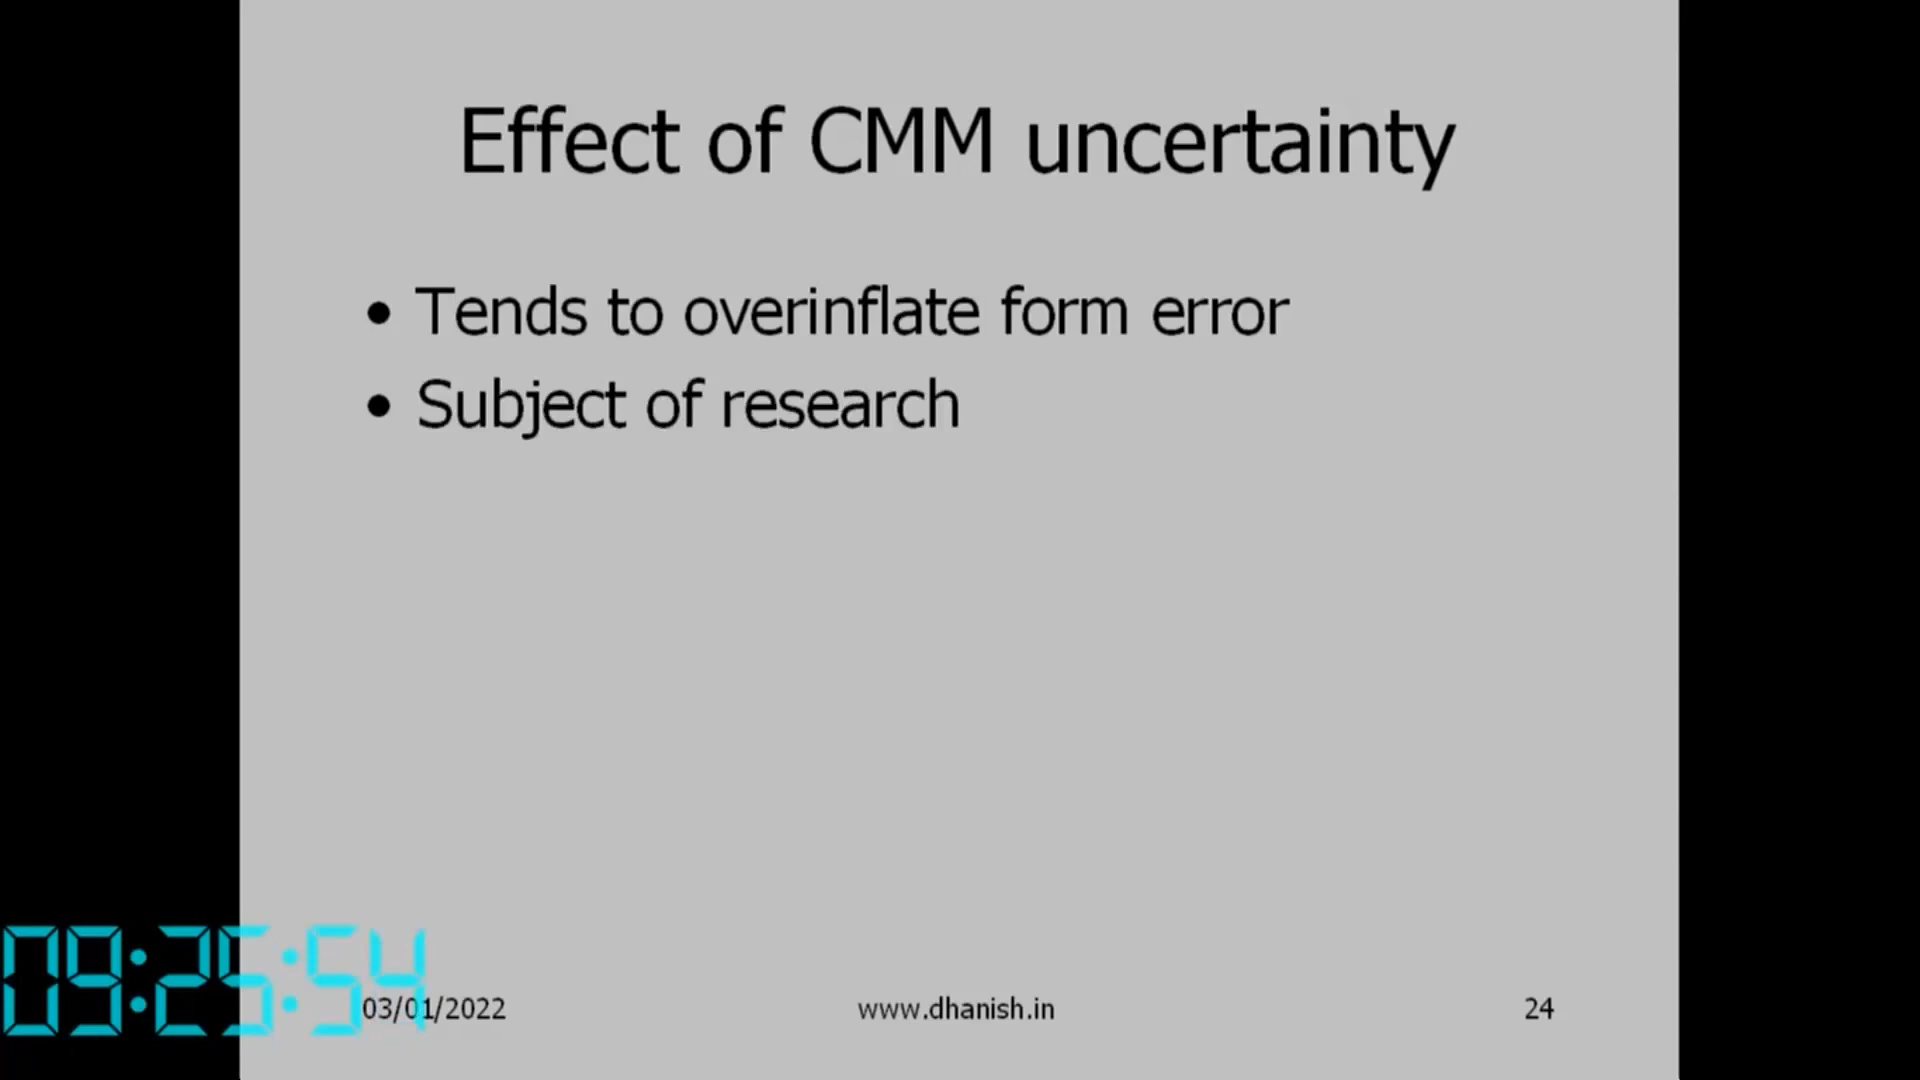 Effect of CMM uncertainty
• Tends to overinflate form error
• Subject of research
09:25:54
03/01/2022
www.dhanish.in
24